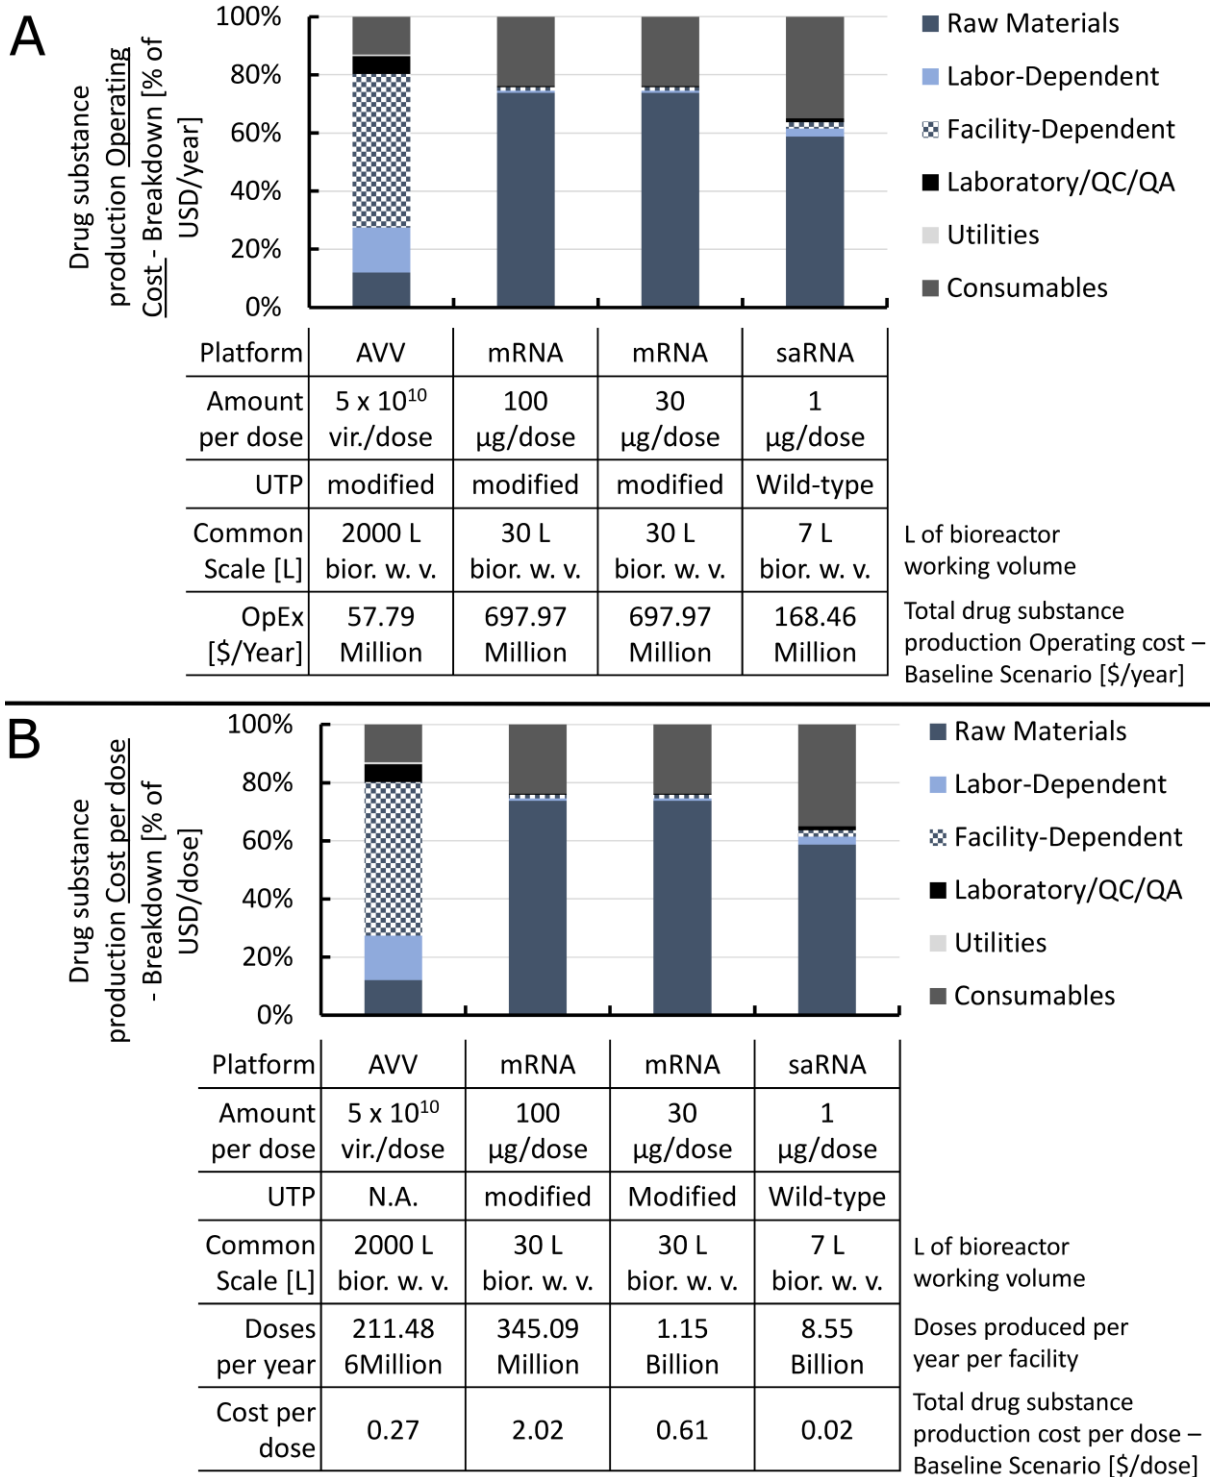 A
Drug substance
production Operating
Cost - Breakdown [% of
USD/year]
100%
80%
60%
40%
20%
0%
Raw Materials
Labor-Dependent
Facility-Dependent
Laboratory/QC/QA
Utilities
Consumables
Platform AVV mRNA mRNA saRNA
Amount 5 x 10¹⁰ 100 30 1
per dose vir./dose µg/dose µg/dose µg/dose
UTP modified modified modified Wild-type
Common 2000 L 30 L 30 L 7 L L of bioreactor
Scale [L] bior. w. v. bior. w. v. bior. w. v. bior. w. v. working volume
OpEx 57.79 697.97 697.97 168.46 Total drug substance
[$/Year] Million Million Million Million production Operating cost –
Baseline Scenario [$/year]
B
Drug substance
production Cost per dose
- Breakdown [% of
USD/dose]
100%
80%
60%
40%
20%
0%
Raw Materials
Labor-Dependent
Facility-Dependent
Laboratory/QC/QA
Utilities
Consumables
Platform AVV mRNA mRNA saRNA
Amount 5 x 10¹⁰ 100 30 1
per dose vir./dose µg/dose µg/dose µg/dose
UTP N.A. modified Modified Wild-type
Common 2000 L 30 L 30 L 7 L L of bioreactor
Scale [L] bior. w. v. bior. w. v. bior. w. v. bior. w. v. working volume
Doses 211.48 345.09 1.15 8.55 Doses produced per
per year 6Million Million Billion Billion year per facility
Cost per dose 0.27 2.02 0.61 0.02 Total drug substance
production cost per dose –
Baseline Scenario [$/dose]